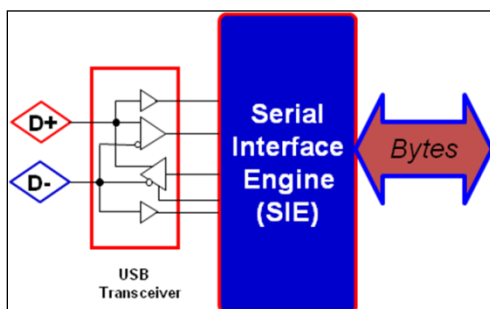 D+
D-
USB
Transceiver
Serial
Interface
Engine
(SIE)
Bytes